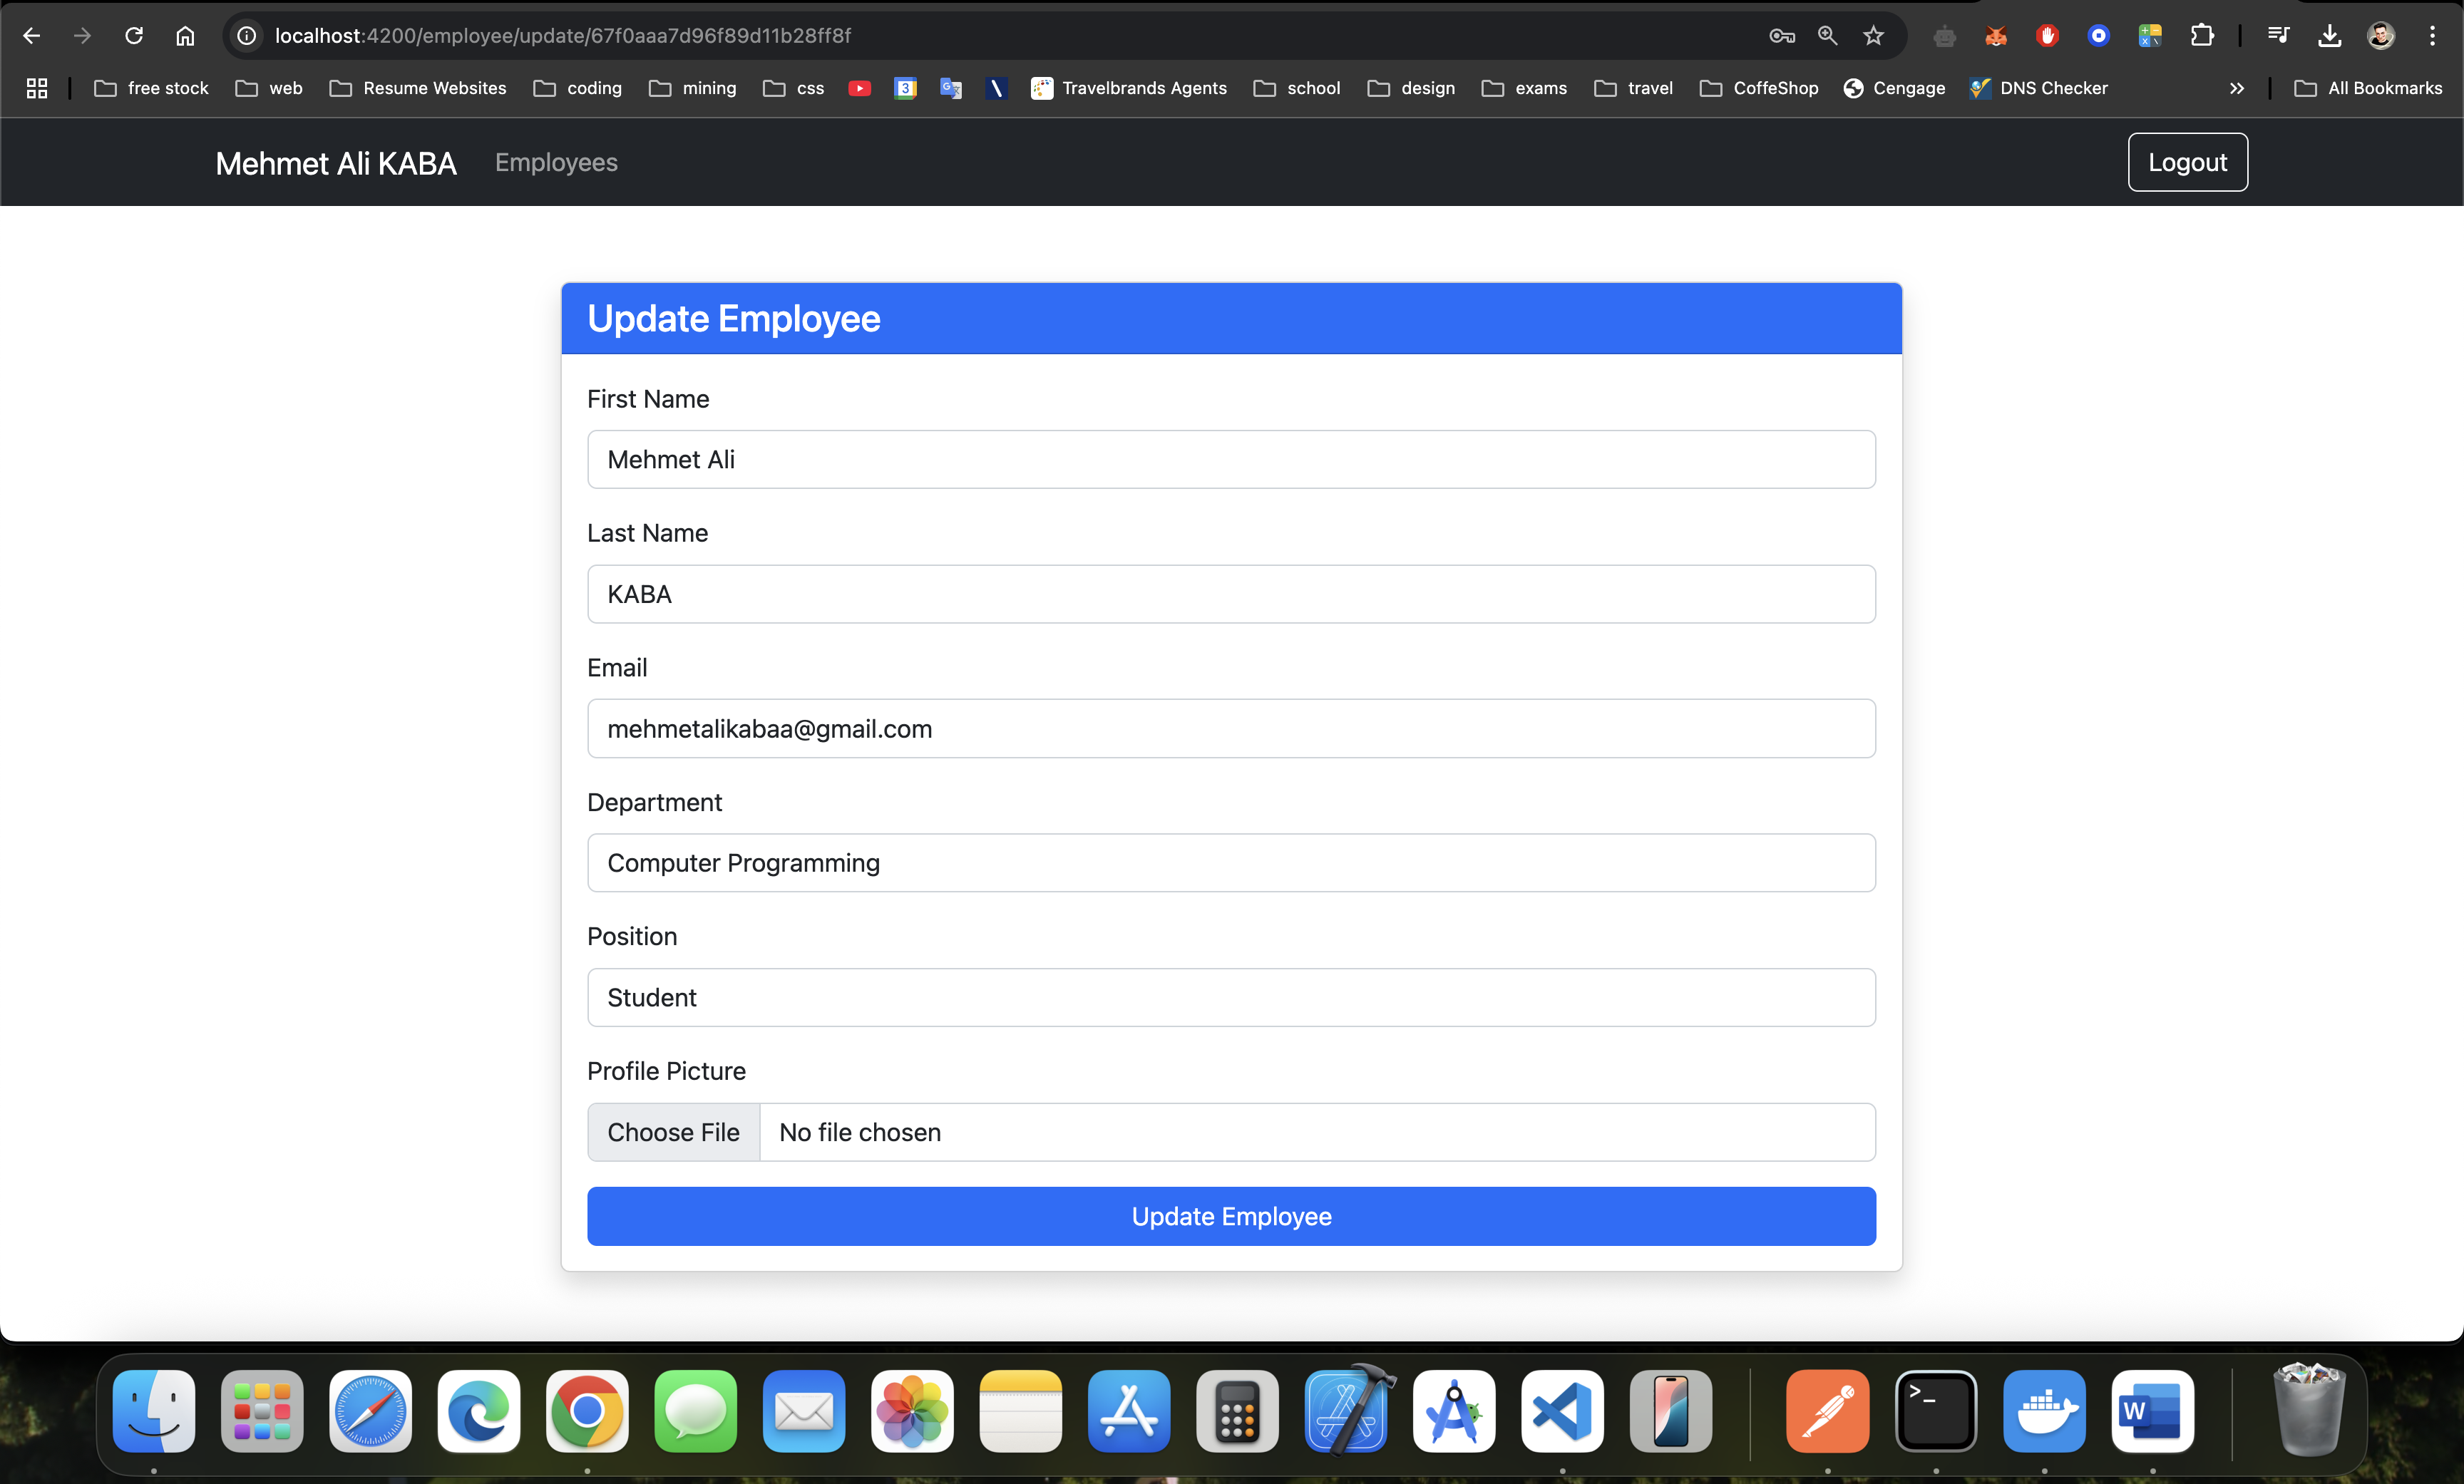 localhost:4200/employee/update/67f0aaa7d96f89d11b28ff8f
free stock web Resume Websites coding mining css 3 Travelbrands Agents school design exams travel CoffeShop Cengage DNS Checker All Bookmarks
Mehmet Ali KABA Employees Logout
Update Employee
First Name
Mehmet Ali
Last Name
KABA
Email
mehmetalikabaa@gmail.com
Department
Computer Programming
Position
Student
Profile Picture
Choose File No file chosen
Update Employee
>_ W